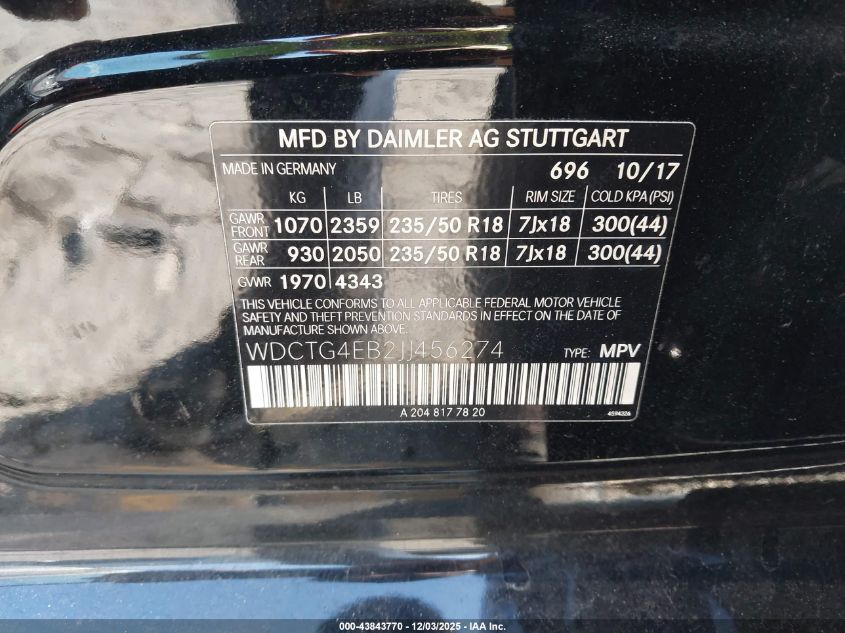 MFD BY DAIMLER AG STUTTGART
MADE IN GERMANY 696 10/17
KG LB TIRES RIM SIZE COLD KPA(PSI)
GAWR FRONT 1070 2359 235/50 R18 7Jx18 300(44)
GAWR REAR 930 2050 235/50 R18 7Jx18 300(44)
GVWR 1970 4343
THIS VEHICLE CONFORMS TO ALL APPLICABLE FEDERAL MOTOR VEHICLE
SAFETY AND THEFT PREVENTION STANDARDS IN EFFECT ON THE DATE OF
MANUFACTURE SHOWN ABOVE
WDCTG4EB2JJ456274 TYPE: MPV
A 204 817 78 20 4594326
000-43843770 - 12/03/2025 - IAA Inc.